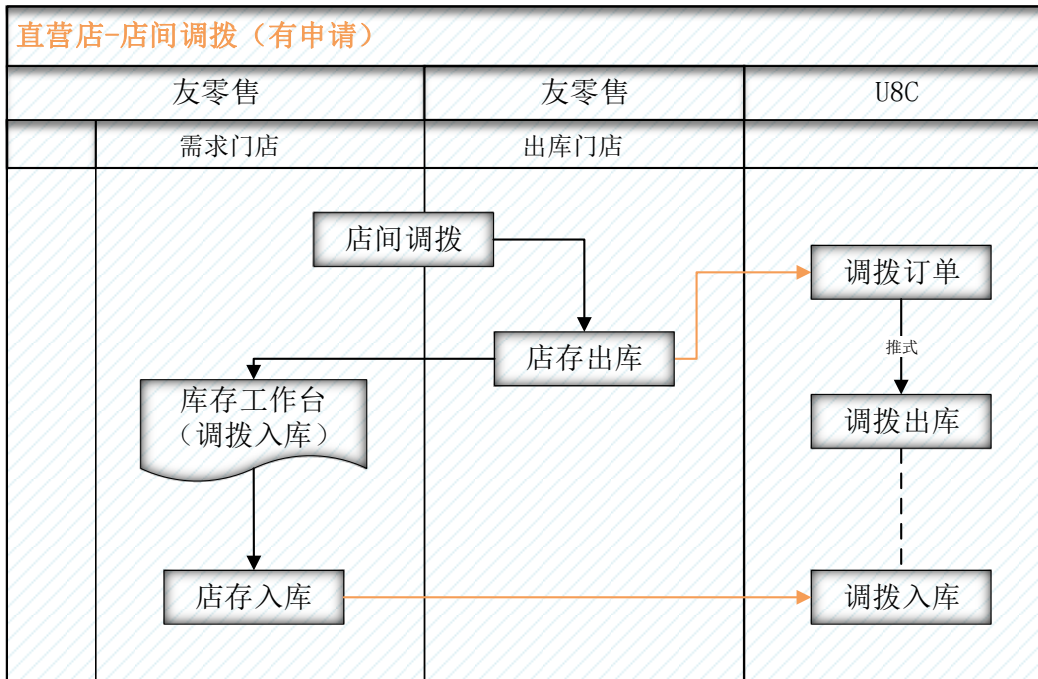 直营店-店间调拨（有申请）
友零售
友零售
U8C
需求门店
出库门店
店间调拨
调拨订单
店存出库
推式
库存工作台
（调拨入库）
调拨出库
店存入库
调拨入库